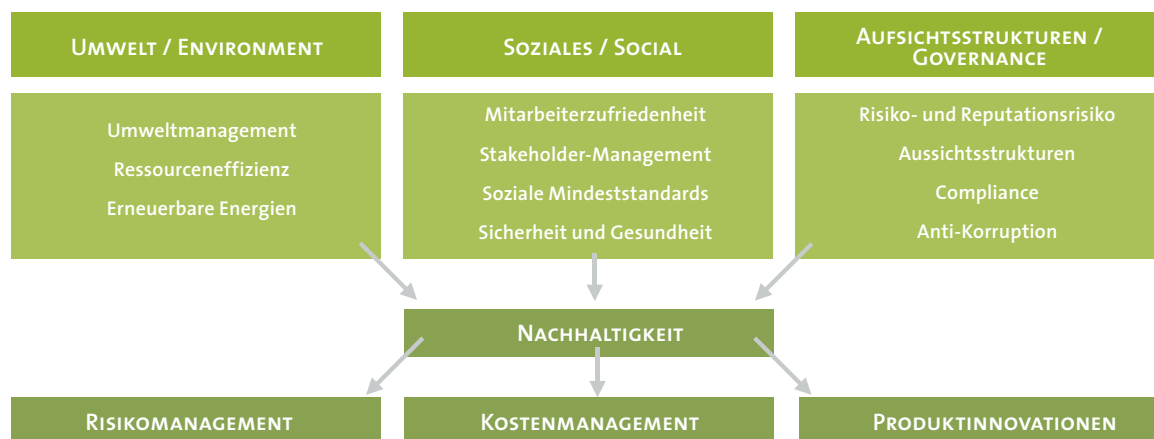 Umwelt / Environment
Soziales / Social
Aufsichtsstrukturen /
Governance
Umweltmanagement
Ressourceneffizienz
Erneuerbare Energien
Mitarbeiterzufriedenheit
Stakeholder-Management
Soziale Mindeststandards
Sicherheit und Gesundheit
Risiko- und Reputationsrisiko
Aussichtsstrukturen
Compliance
Anti-Korruption
Nachhaltigkeit
Risikomanagement
Kostenmanagement
Produktinnovationen